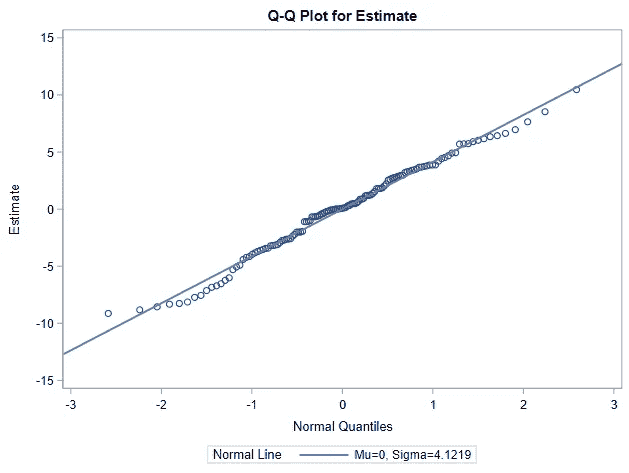 Q-Q Plot for Estimate
15
10
5
0
-5
-10
-15
Estimate
-3
-2
-1
0
1
2
3
Normal Quantiles
Normal Line
Mu=0, Sigma=4.1219